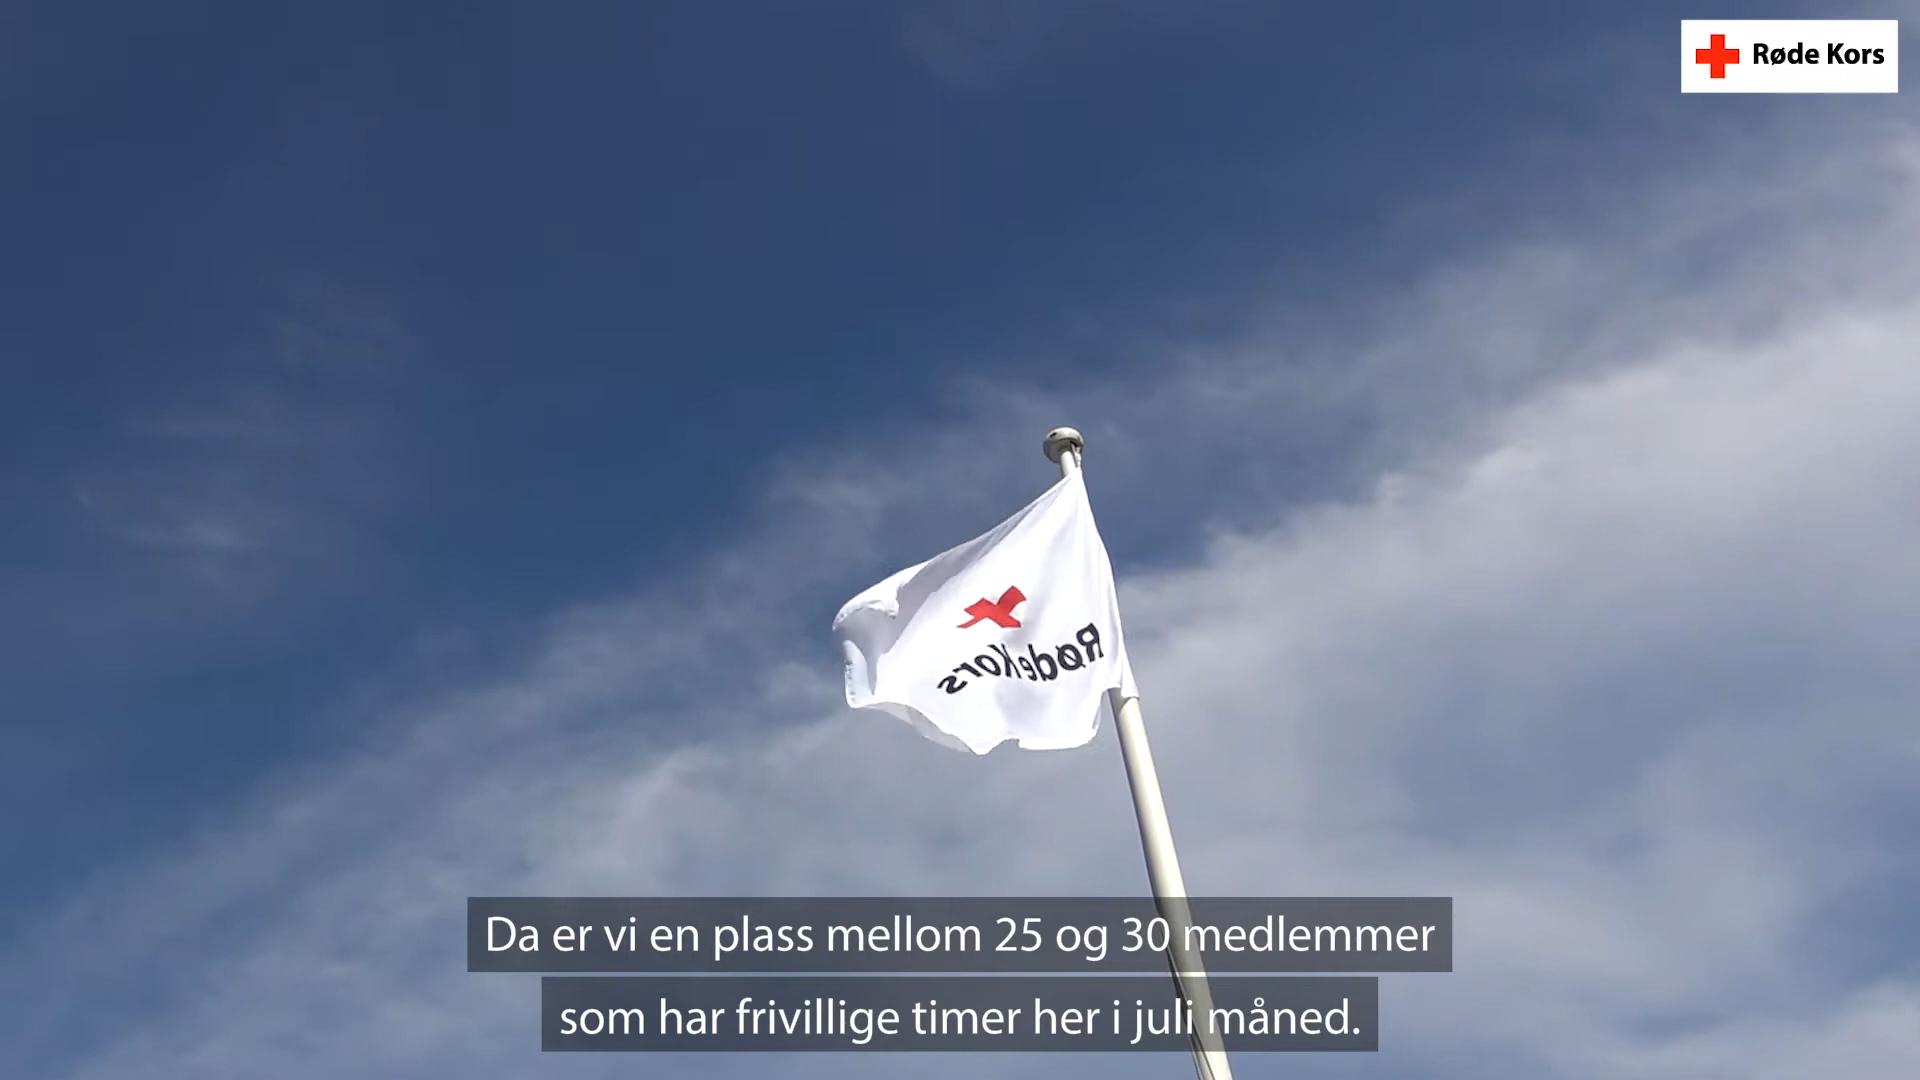 Røde Kors
Røde Kors
Da er vi en plass mellom 25 og 30 medlemmer
som har frivillige timer her i juli måned.